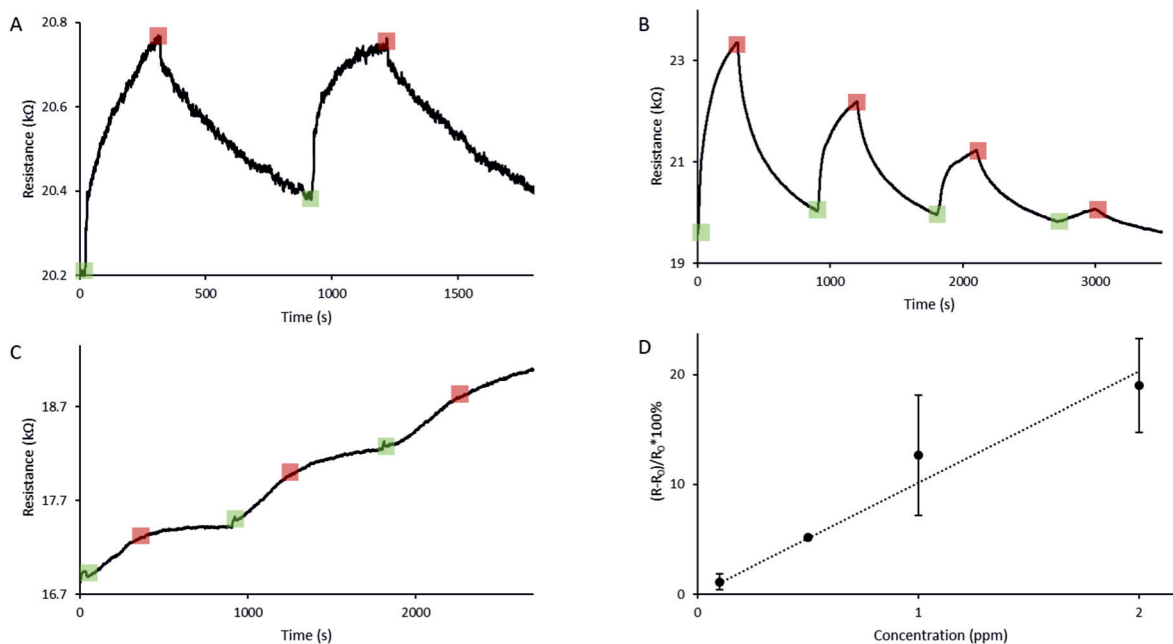 A
Resistance (kΩ)
20.8
20.6
20.4
20.2
0
500
1000
1500
Time (s)
B
Resistance (kΩ)
23
21
19
0
1000
2000
3000
Time (s)
C
Resistance (kΩ)
18.7
17.7
16.7
0
1000
2000
Time (s)
D
(R-R₀)/R₀*100%
20
10
0
0
1
2
Concentration (ppm)